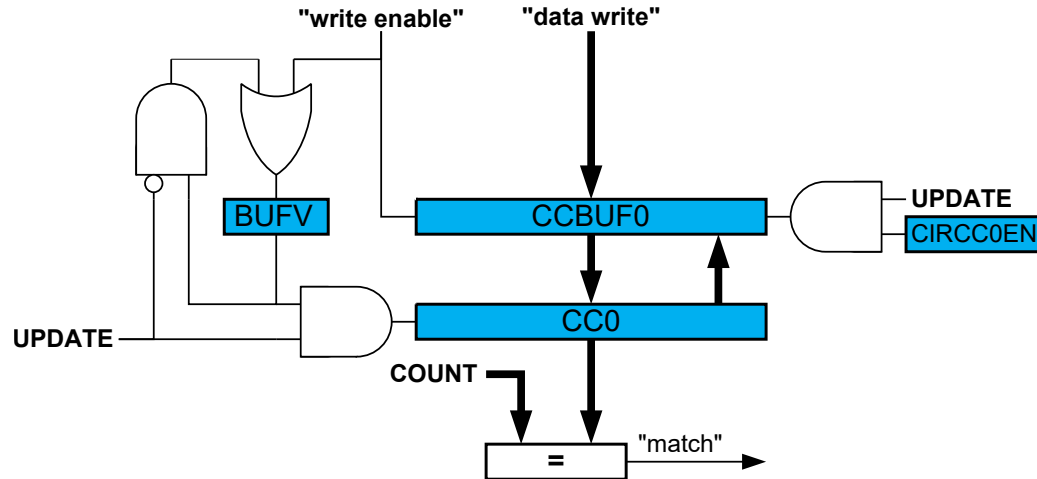 "write enable"
"data write"
BUFV
CCBUF0
UPDATE
CIRCC0EN
UPDATE
CC0
COUNT
=
"match"